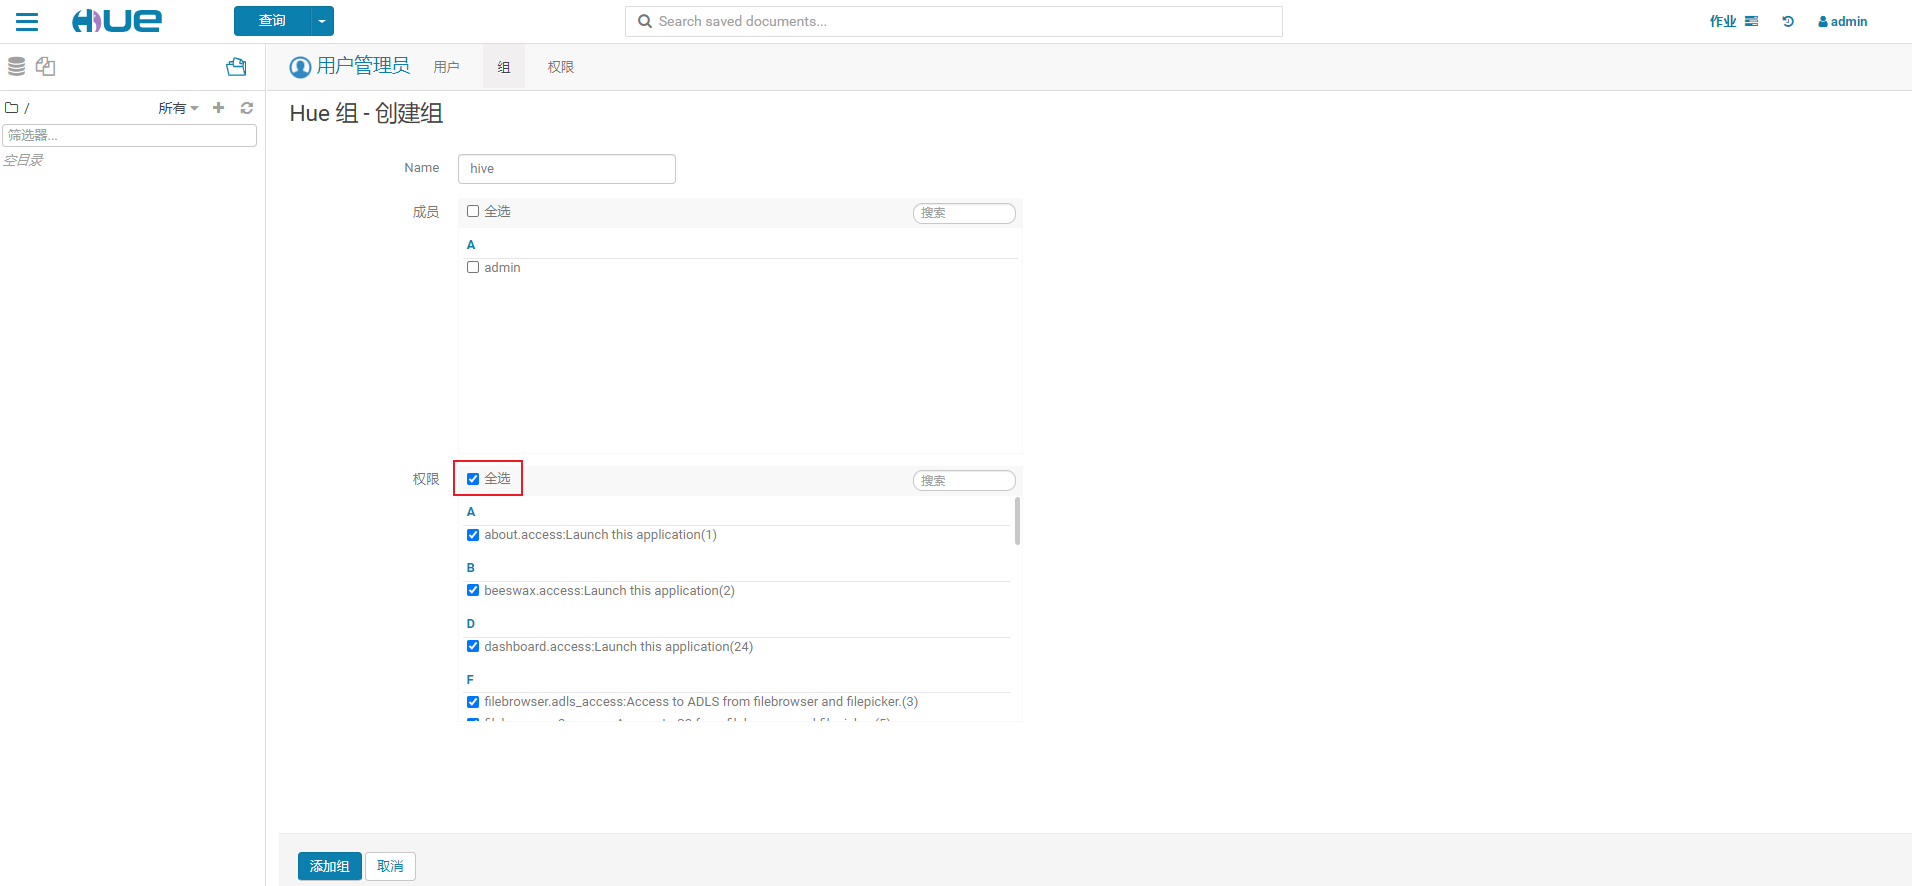 HUE
查询
Search saved documents...
作业
admin
用户管理员
用户
组
权限
/
所有
筛选器...
空目录
Hue 组 - 创建组
Name
hive
成员
全选
搜索
A
admin
权限
全选
搜索
A
about.access:Launch this application(1)
B
beeswax.access:Launch this application(2)
D
dashboard.access:Launch this application(24)
F
filebrowser.adls_access:Access to ADLS from filebrowser and filepicker.(3)
添加组
取消